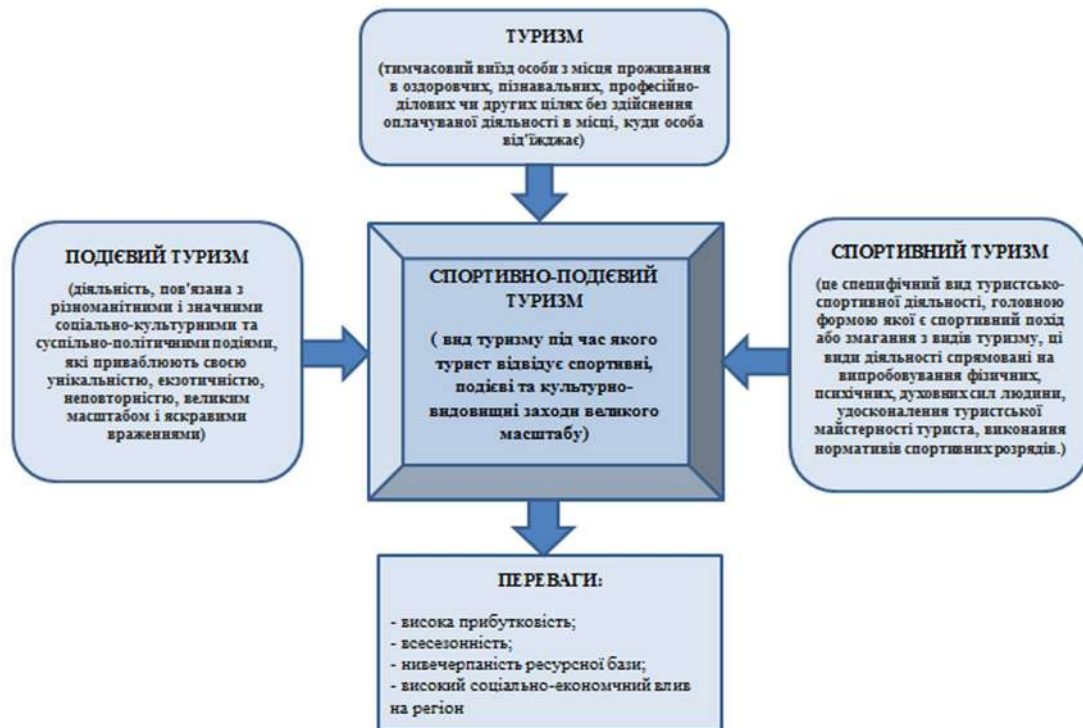 ТУРИЗМ
(тимчасовий виїзд особи з місця проживання
в оздоровчих, пізнавальних, професійно-
ділових чи других цілях без здійснення
оплачуваної діяльності в місці, куди особа
від'їжджає)
ПОДІЄВИЙ ТУРИЗМ
(діяльність, пов'язана з
різноманітними і значними
соціально-культурними та
суспільно-політичними подіями,
які приваблюють своєю
унікальністю, екзотичністю,
неповторністю, великим
масштабом і яскравими
враженнями)
СПОРТИВНО-ПОДІЄВИЙ
ТУРИЗМ
( вид туризму під час якого
турист відвідує спортивні,
подієві та культурно-
видовищні заходи великого
масштабу)
СПОРТИВНИЙ ТУРИЗМ
(це специфічний вид туристсько-
спортивної діяльності, головною
формою якої є спортивний похід
або змагання з видів туризму, ці
види діяльності спрямовані на
випробовування фізичних,
психічних, духовних сил людини,
удосконалення туристської
майстерності туриста, виконання
нормативів спортивних розрядів.)
ПЕРЕВАГИ:
- висока прибутковість;
- всесезонність;
- нивечерпаність ресурсної бази;
- високий соціально-економчний влив
на регіон